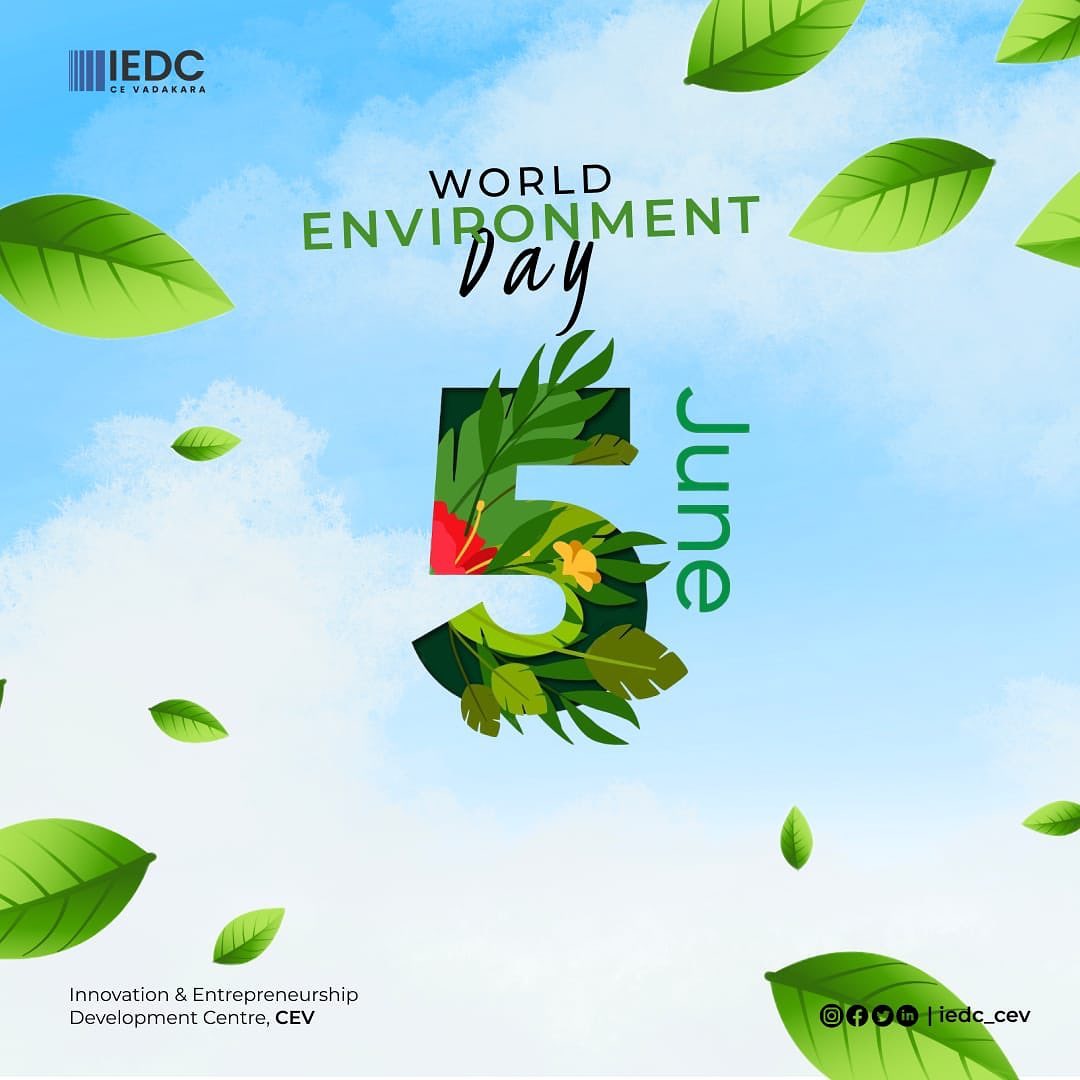 IEDC
CE VADAKARA
WORLD
ENVIRONMENT
Day
5
June
Innovation & Entrepreneurship
Development Centre, CEV
| iedc_cev